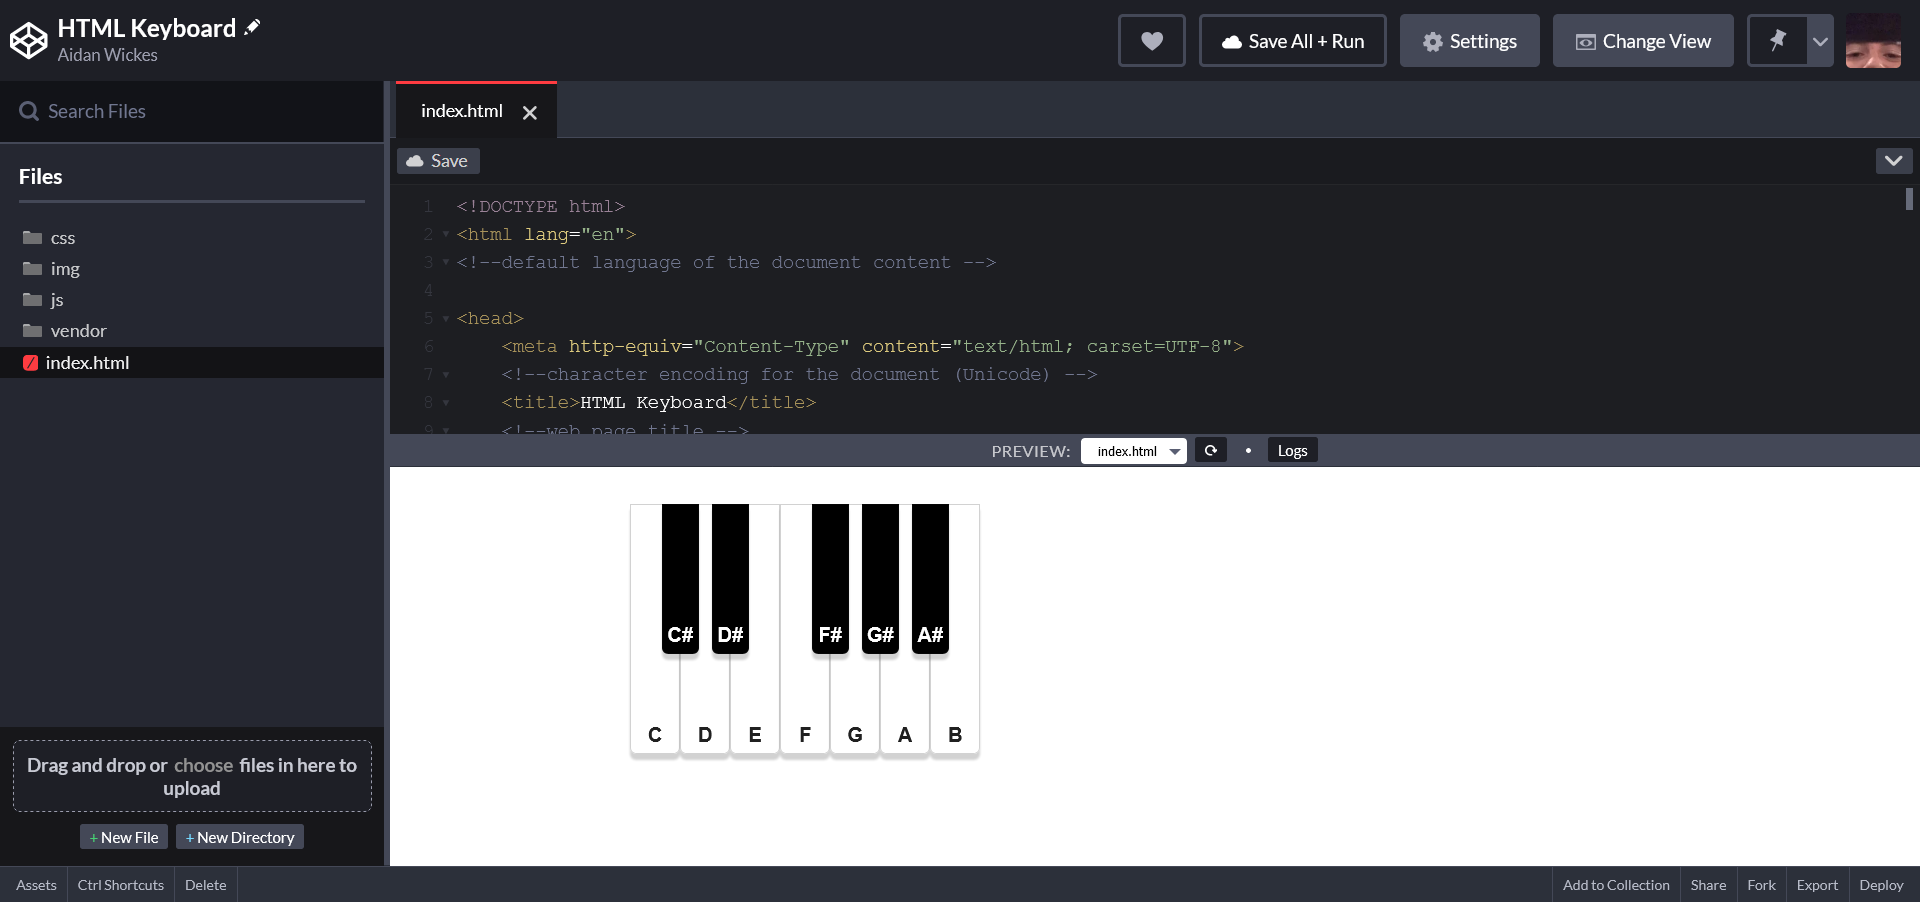 HTML Keyboard
Aidan Wickes
Save All + Run
Settings
Change View
Search Files
index.html
Save
Files
css
img
js
vendor
index.html
1 <!DOCTYPE html>
2 <html lang="en">
3 <!--default language of the document content -->
4
5 <head>
6 <meta http-equiv="Content-Type" content="text/html; carset=UTF-8">
7 <!--character encoding for the document (Unicode) -->
8 <title>HTML Keyboard</title>
9 <!--web page title -->
PREVIEW: index.html Logs
C# D# F# G# A#
C D E F G A B
Drag and drop or choose files in here to
upload
+ New File + New Directory
Assets Ctrl Shortcuts Delete
Add to Collection Share Fork Export Deploy